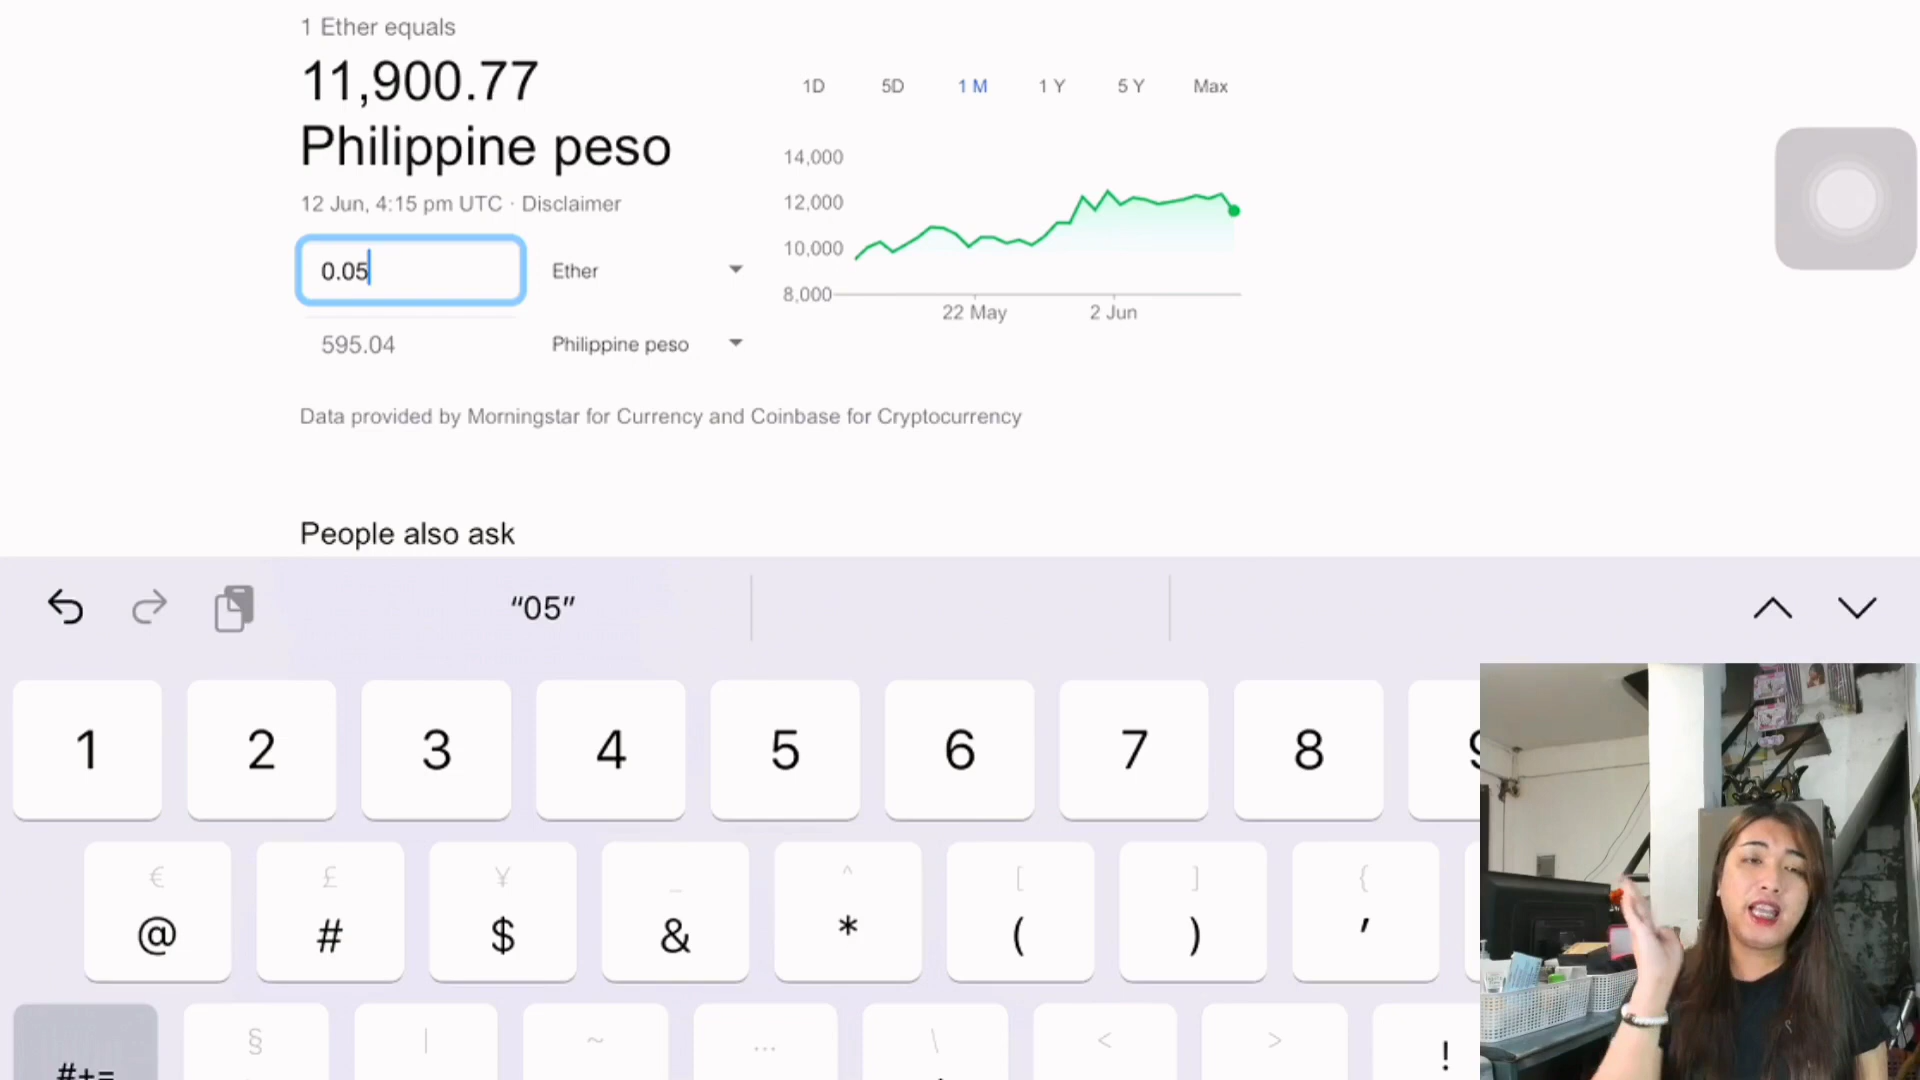 1 Ether equals
11,900.77
Philippine peso
12 Jun, 4:15 pm UTC · Disclaimer
0.05 Ether
595.04 Philippine peso
1D 5D 1 M 1 Y 5 Y Max
14,000
12,000
10,000
8,000
22 May 2 Jun
Data provided by Morningstar for Currency and Coinbase for Cryptocurrency
People also ask
“05”
1 2 3 4 5 6 7 8 9
€ £ ¥ _ ^ [ ] {
@ # $ & * ( ) '
§ | ~ … \ < >
#+= !